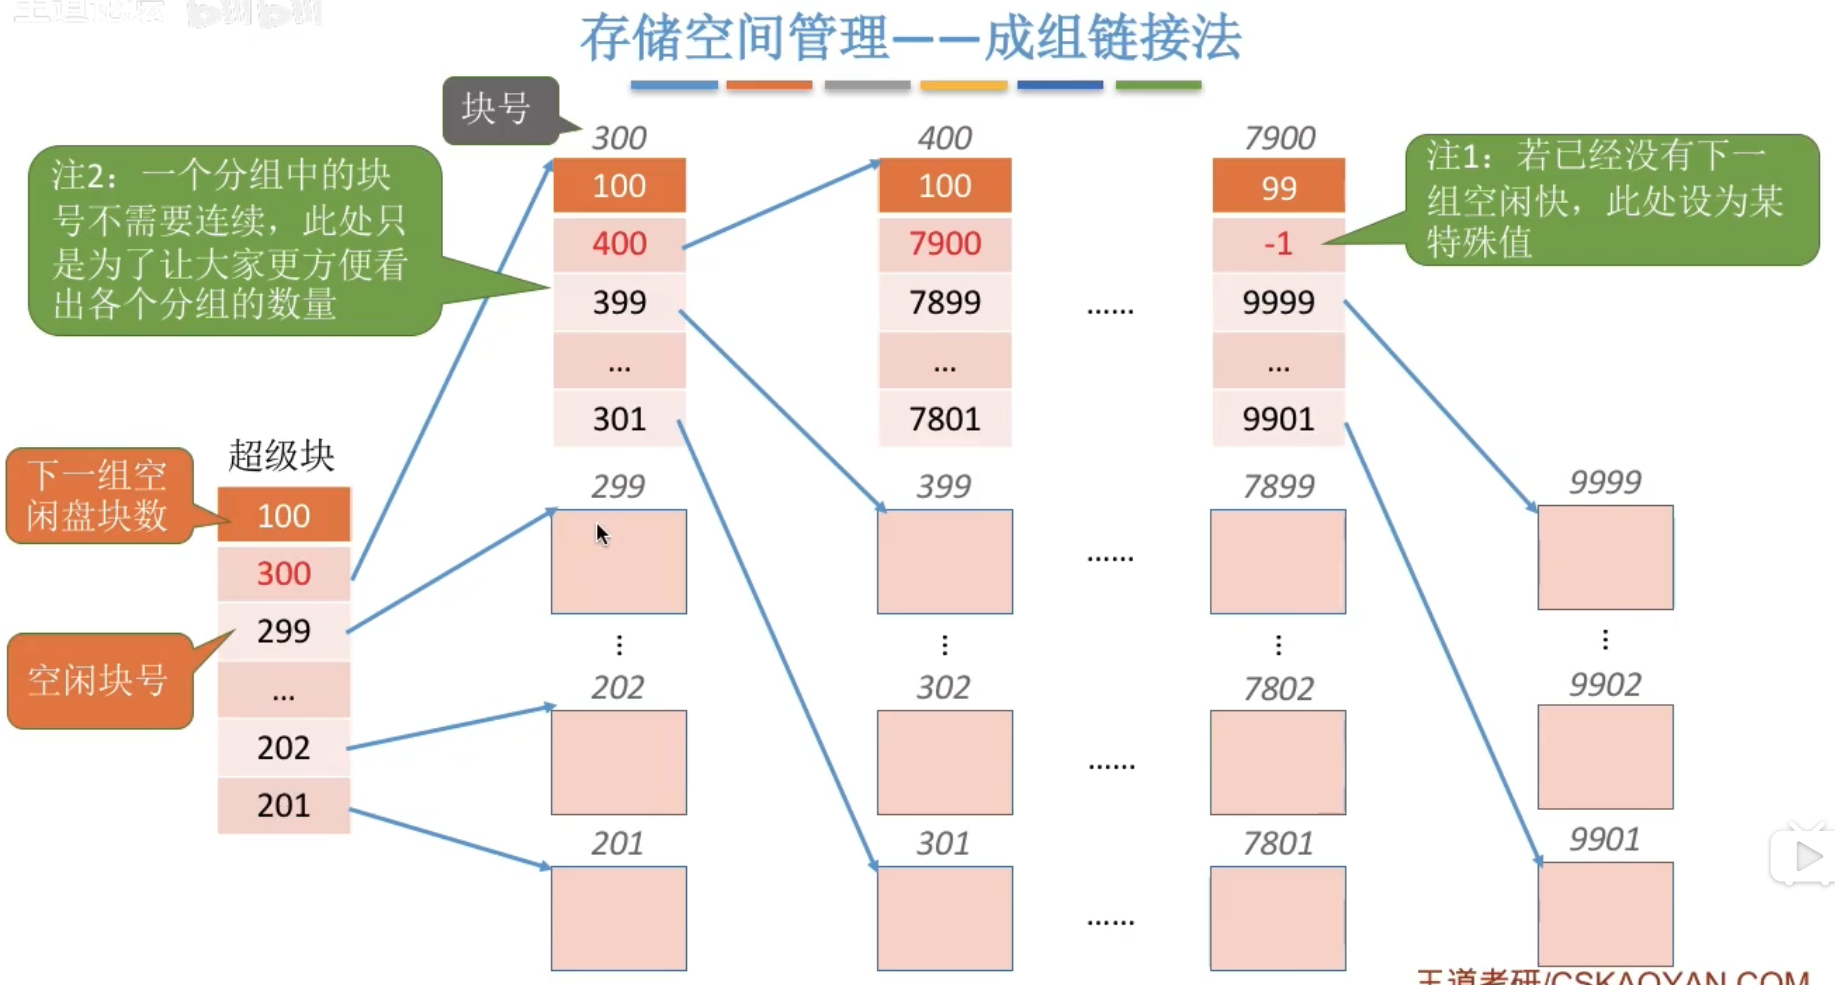 王道论坛 bilibili
存储空间管理——成组链接法
块号
300
400
7900
注2：一个分组中的块
号不需要连续，此处只
是为了让大家更方便看
出各个分组的数量
100
400
399
...
301
100
7900
7899
...
7801
......
99
-1
9999
...
9901
注1：若已经没有下一
组空闲快，此处设为某
特殊值
超级块
下一组空
闲盘块数
空闲块号
100
300
299
...
202
201
299
399
7899
9999
......
202
302
7802
9902
......
201
301
7801
9901
......
王道考研/CSKAOYAN.COM